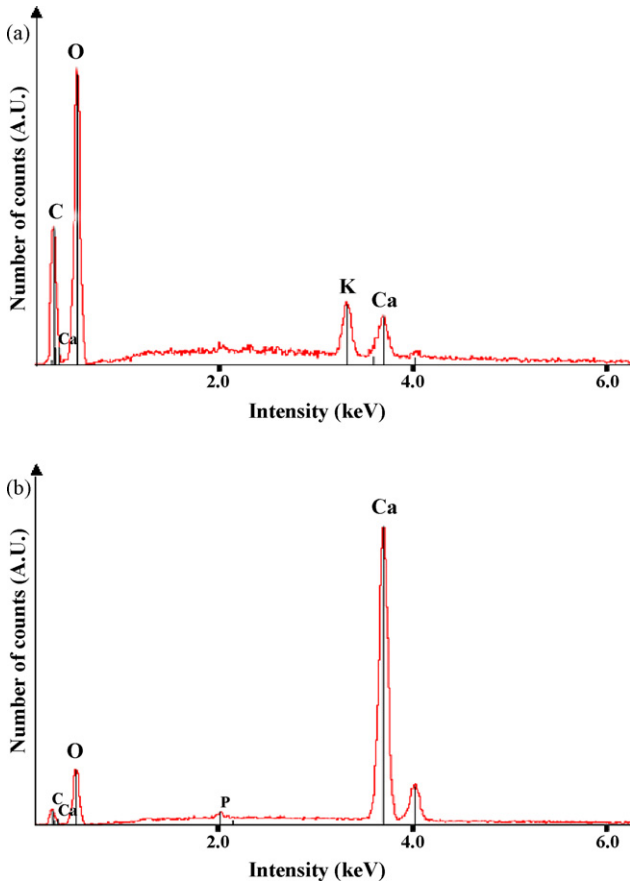 (a)
O
C
Ca
K
Ca
Number of counts (A.U.)
2.0
4.0
6.0
Intensity (keV)
(b)
Ca
O
C
Ca
P
Number of counts (A.U.)
2.0
4.0
6.0
Intensity (keV)